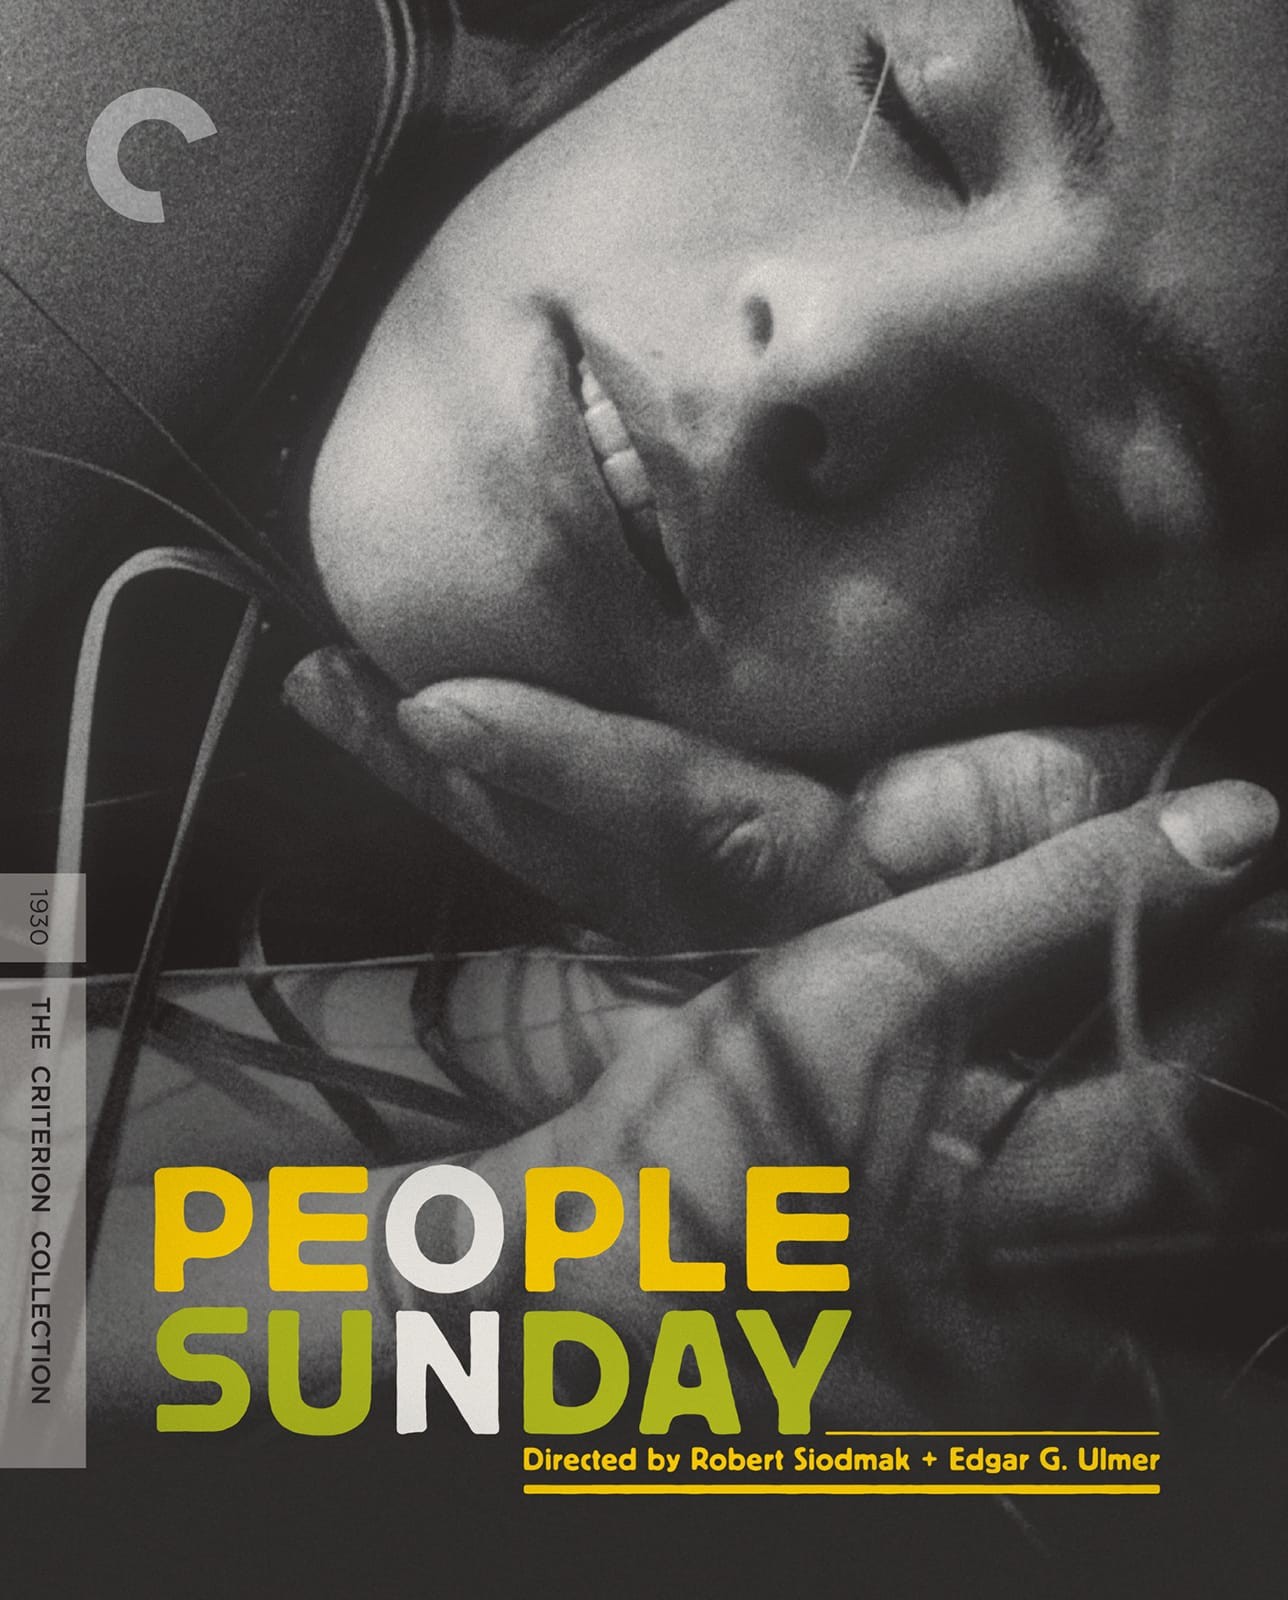 1930
THE CRITERION COLLECTION
PEOPLE
SUNDAY
Directed by Robert Siodmak + Edgar G. Ulmer